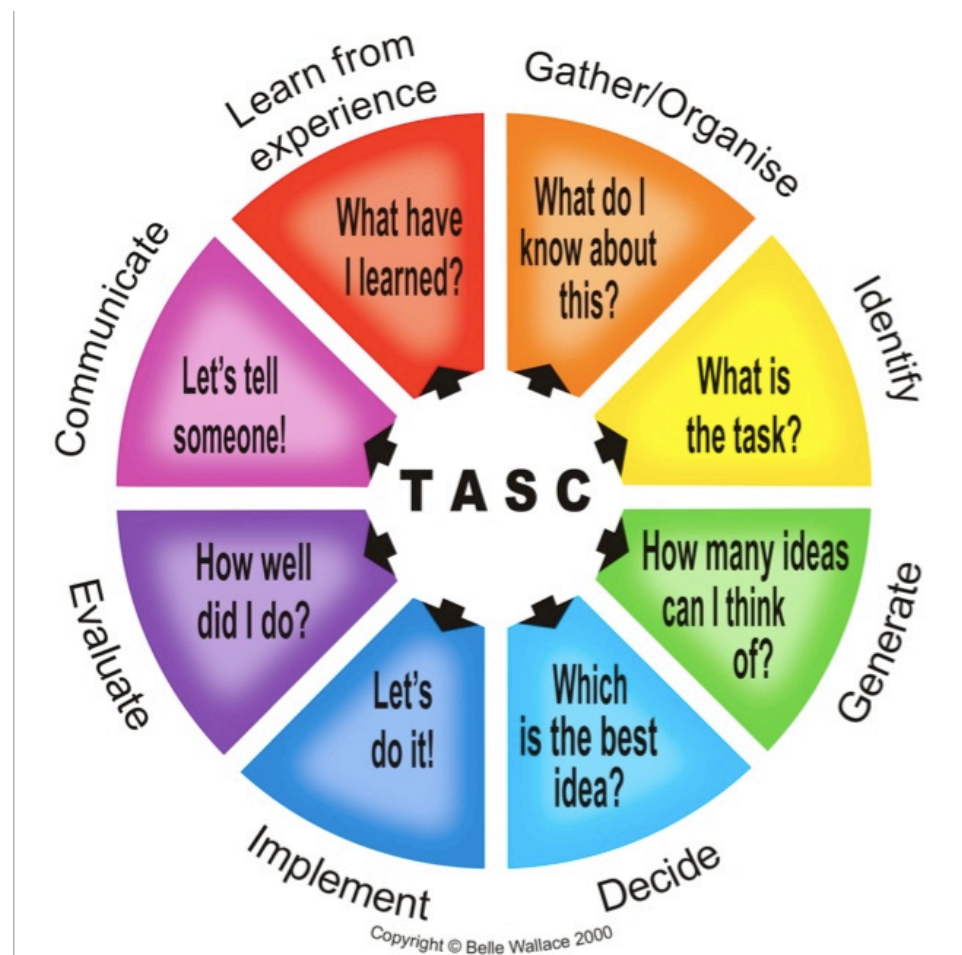 Gather/Organise
What do I
know about
this?
Identify
What is
the task?
Generate
How many ideas
can I think
of?
Decide
Which
is the best
idea?
Implement
Let's
do it!
Evaluate
How well
did I do?
Communicate
Let's tell
someone!
Learn from
experience
What have
I learned?
TASC
Copyright © Belle Wallace 2000